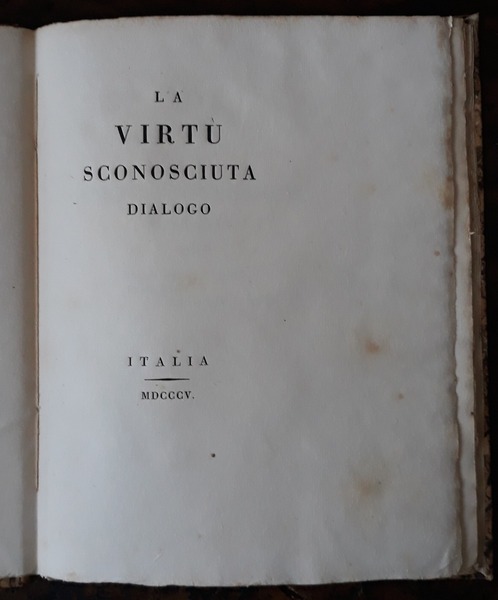 LA
VIRTÙ
SCONOSCIUTA
DIALOGO
ITALIA
MDCCCV.